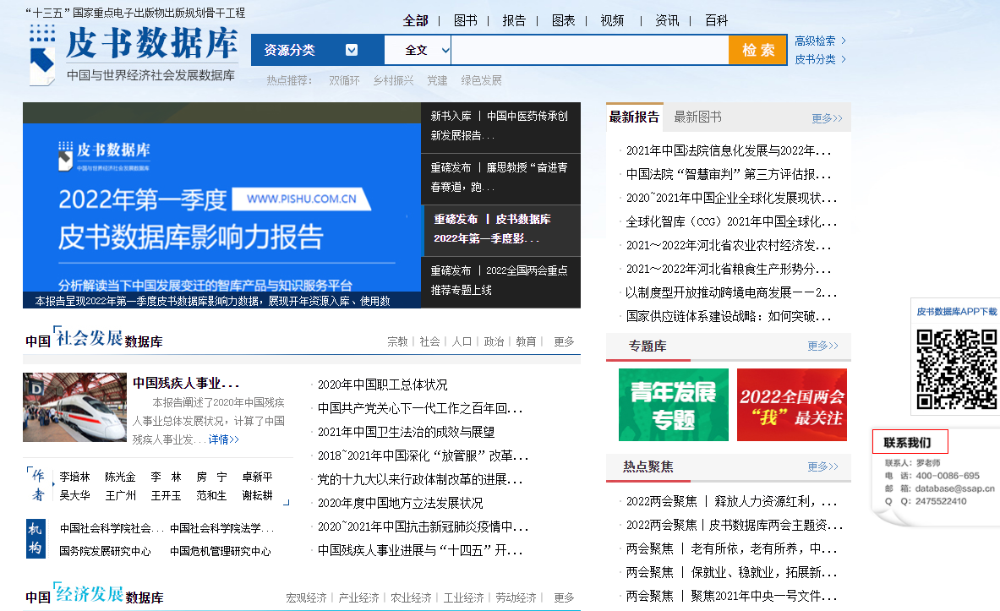 “十三五”国家重点电子出版物出版规划骨干工程
皮书数据库
中国与世界经济社会发展数据库
全部 | 图书 | 报告 | 图表 | 视频 | 资讯 | 百科
资源分类
全文
检 索
高级检索 >
皮书分类 >
热点推荐： 双循环 乡村振兴 党建 绿色发展
皮书数据库
中国与世界经济社会发展数据库
2022年第一季度
WWW.PISHU.COM.CN
皮书数据库影响力报告
分析解读当下中国发展变迁的智库产品与知识服务平台
本报告呈现2022年第一季度皮书数据库影响力数据，展现开年资源入库、使用数
新书入库 | 中国中医药传承创
新发展报告...
重磅发布 | 廉思教授“奋进青
春赛道，跑...
重磅发布 | 皮书数据库
2022年第一季度影...
重磅发布 | 2022全国两会重点
推荐专题上线
最新报告 最新图书 更多>>
2021年中国法院信息化发展与2022年...
中国法院“智慧审判”第三方评估报...
2020~2021年中国企业全球化发展现状...
全球化智库（CCG）2021年中国全球化...
2021～2022年河北省农业农村经济发...
2021～2022年河北省粮食生产形势分...
以制度型开放推动跨境电商发展——2...
国家供应链体系建设战略：如何突破...
中国社会发展数据库
宗教 | 社会 | 人口 | 政治 | 教育 | 更多
中国残疾人事业...
本报告阐述了2020年中国残疾
人事业总体发展状况，计算了中国
残疾人事业发...详情>>
作者
李培林 陈光金 李 林 房 宁 卓新平
吴大华 王广州 王开玉 范和生 谢耘耕
机构
中国社会科学院社会... 中国社会科学院法学...
国务院发展研究中心 中国危机管理研究中心
2020年中国职工总体状况
中国共产党关心下一代工作之百年回...
2021年中国卫生法治的成效与展望
2018~2021年中国深化“放管服”改革...
党的十九大以来行政体制改革的进展...
2020年度中国地方立法发展状况
2020~2021年中国抗击新冠肺炎疫情中...
中国残疾人事业进展与“十四五”开...
中国经济发展数据库
宏观经济 | 产业经济 | 农业经济 | 工业经济 | 劳动经济 | 更多
专题库 更多>>
青年发展
专题
2022全国两会
“我”最关注
热点聚焦 更多>>
2022两会聚焦 | 释放人力资源红利，...
2022两会聚焦|皮书数据库两会主题资...
两会聚焦 | 老有所依，老有所养，中...
两会聚焦 | 保就业、稳就业，拓展新...
两会聚焦 | 聚焦2021年中央一号文件...
皮书数据库APP下载
联系我们
联系人：罗老师
电 话：400-0086-695
邮 箱：database@ssap.cn
Q Q：2475522410